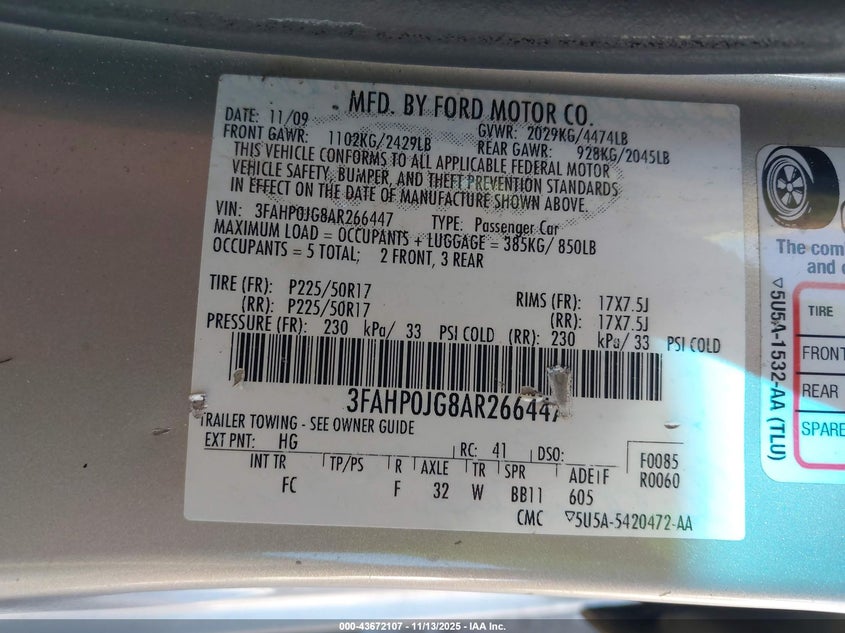 MFD. BY FORD MOTOR CO.
DATE: 11/09 GVWR: 2029KG/4474LB
FRONT GAWR: 1102KG/2429LB REAR GAWR: 928KG/2045LB
THIS VEHICLE CONFORMS TO ALL APPLICABLE FEDERAL MOTOR
VEHICLE SAFETY, BUMPER, AND THEFT PREVENTION STANDARDS
IN EFFECT ON THE DATE OF MANUFACTURE SHOWN ABOVE.
VIN: 3FAHP0JG8AR266447 TYPE: Passenger Car
MAXIMUM LOAD = OCCUPANTS + LUGGAGE = 385KG/ 850LB
OCCUPANTS = 5 TOTAL; 2 FRONT, 3 REAR
TIRE (FR): P225/50R17 RIMS (FR): 17X7.5J
(RR): P225/50R17 (RR): 17X7.5J
PRESSURE (FR): 230 kPa/ 33 PSI COLD (RR): 230 kPa/ 33 PSI COLD
3FAHP0JG8AR266447
TRAILER TOWING - SEE OWNER GUIDE
EXT PNT: HG RC: 41 DSO: F0085
INT TR TP/PS R AXLE TR SPR ADEIF R0060
FC F 32 W BB11 605
CMC ▽5U5A-5420472-AA
The com
and
▽5U5A-1532-AA (TLU)
TIRE
FRONT
REAR
SPARE
000-43672107 - 11/13/2025 - IAA Inc.